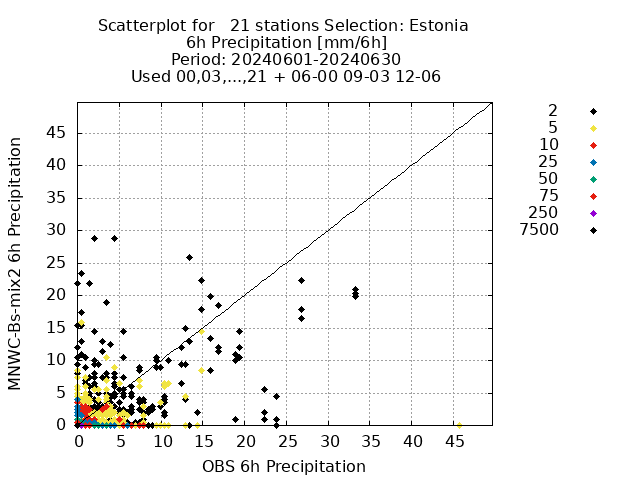 Scatterplot for   21 stations Selection: Estonia
6h Precipitation [mm/6h]
Period: 20240601-20240630
Used 00,03,...,21 + 06-00 09-03 12-06
2
5
10
25
50
75
250
7500
MNWC-Bs-mix2 6h Precipitation
45
40
35
30
25
20
15
10
5
0
0 5 10 15 20 25 30 35 40 45
OBS 6h Precipitation